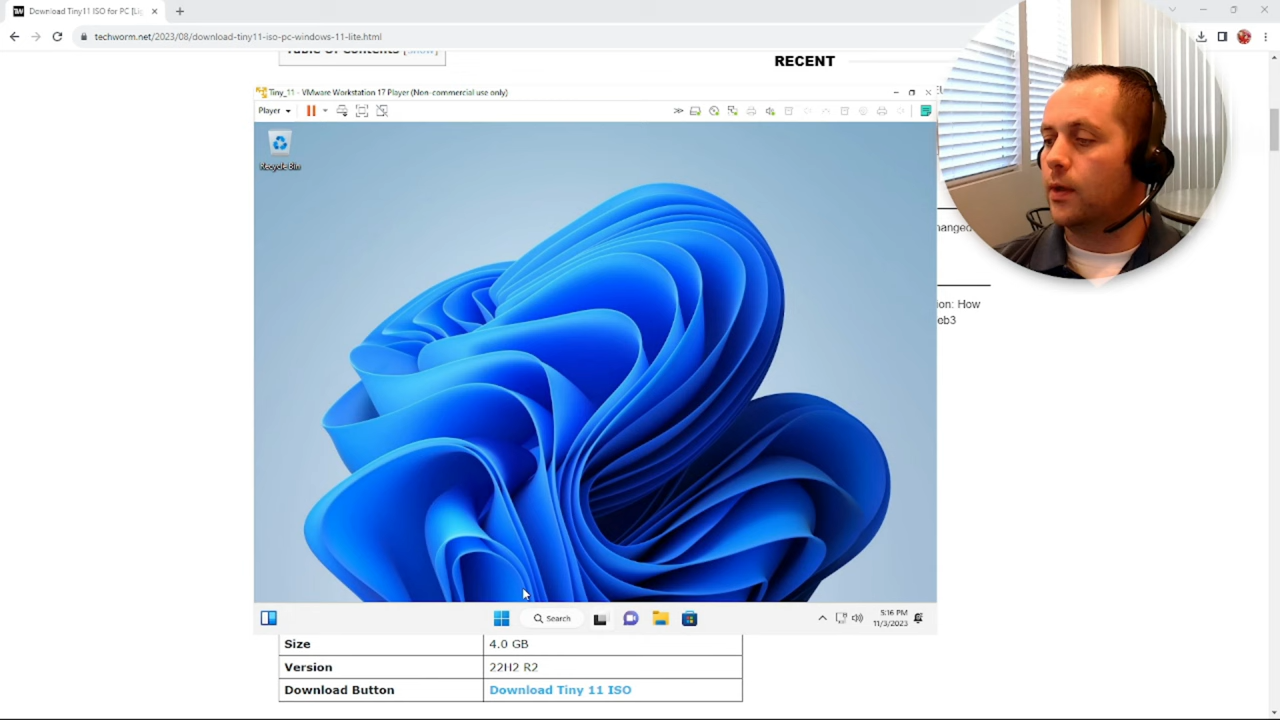 Download Tiny11 ISO for PC [Li
techworm.net/2023/08/download-tiny11-iso-pc-windows-11-lite.html
RECENT
Tiny_11 - VMware Workstation 17 Player (Non-commercial use only)
Player
Recycle Bin
hanged
on: How
eb3
Search
5:16 PM
11/3/2023
Size 4.0 GB
Version 22H2 R2
Download Button Download Tiny 11 ISO